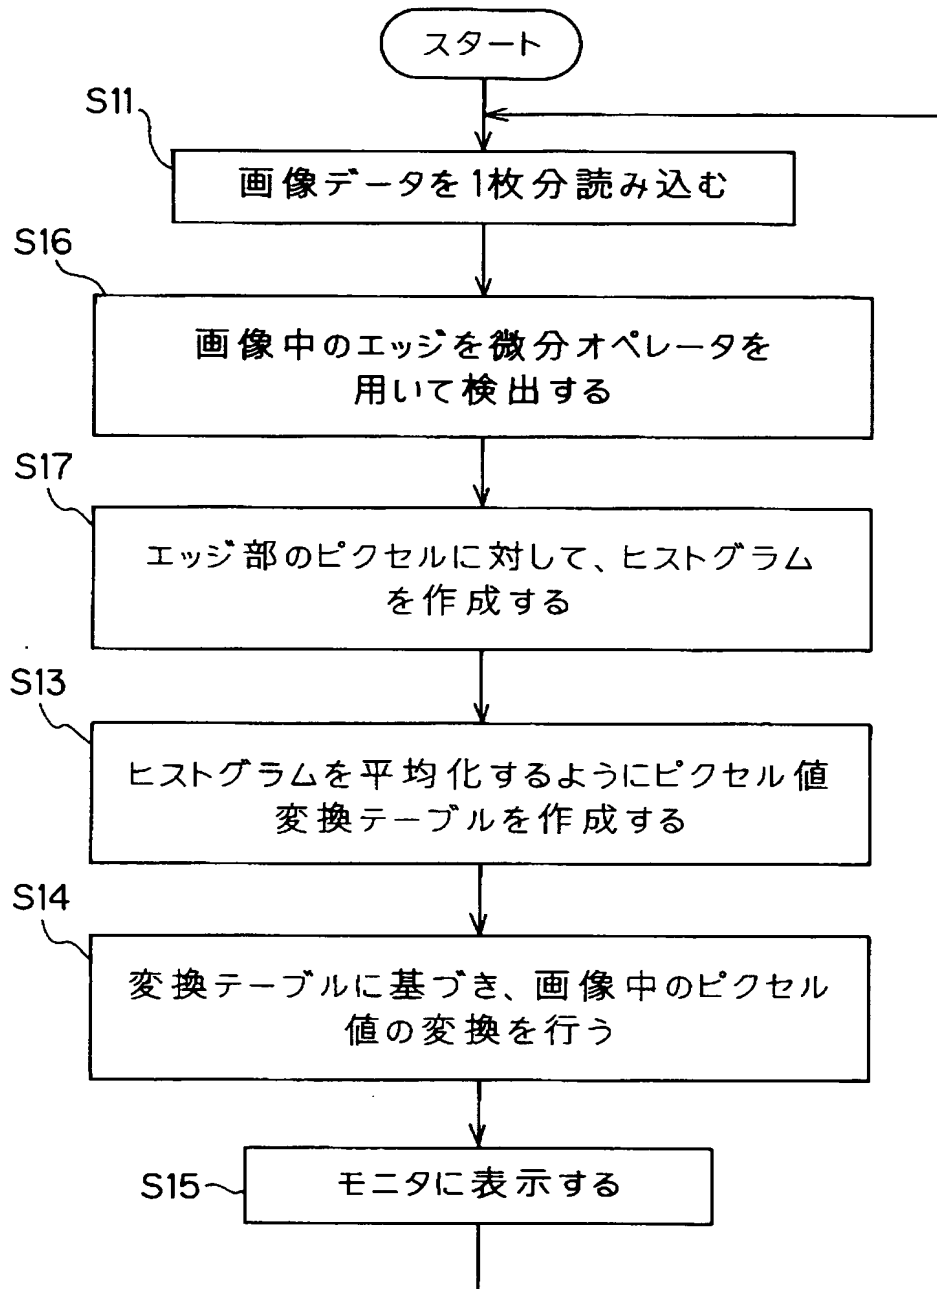 スタート
S11
画像データを1枚分読み込む
S16
画像中のエッジを微分オペレータを
用いて検出する
S17
エッジ部のピクセルに対して、ヒストグラム
を作成する
S13
ヒストグラムを平均化するようにピクセル値
変換テーブルを作成する
S14
変換テーブルに基づき、画像中のピクセル
値の変換を行う
S15
モニタに表示する